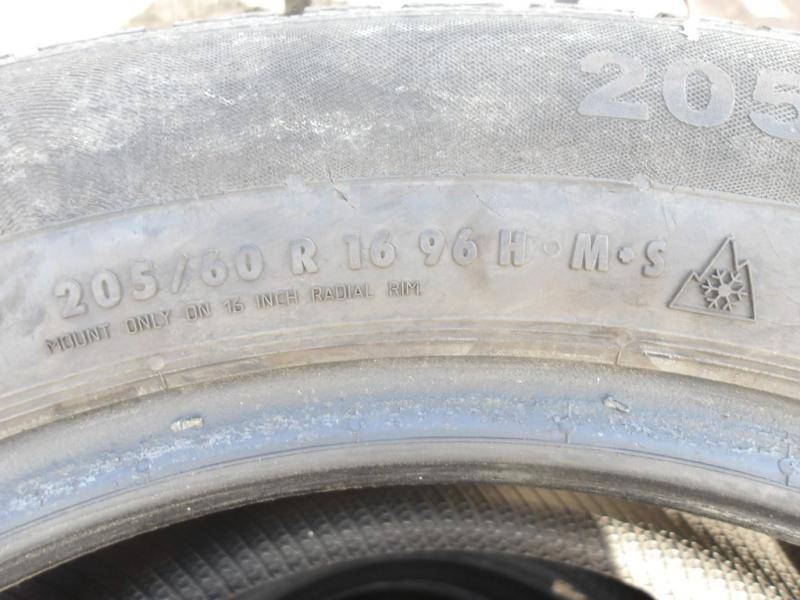 205
205/60 R 16 96 H·M·S
MOUNT ONLY ON 16 INCH RADIAL RIM.